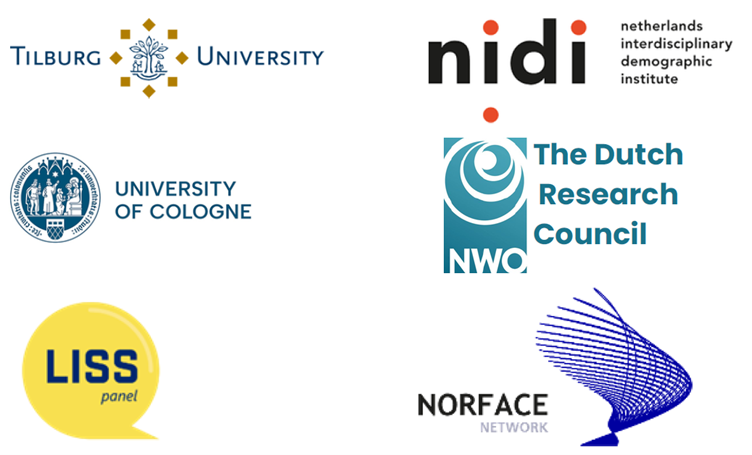 TILBURG UNIVERSITY
nidi
netherlands
interdisciplinary
demographic
institute
UNIVERSITY
OF COLOGNE
The Dutch
Research
Council
NWO
LISS
panel
NORFACE
NETWORK